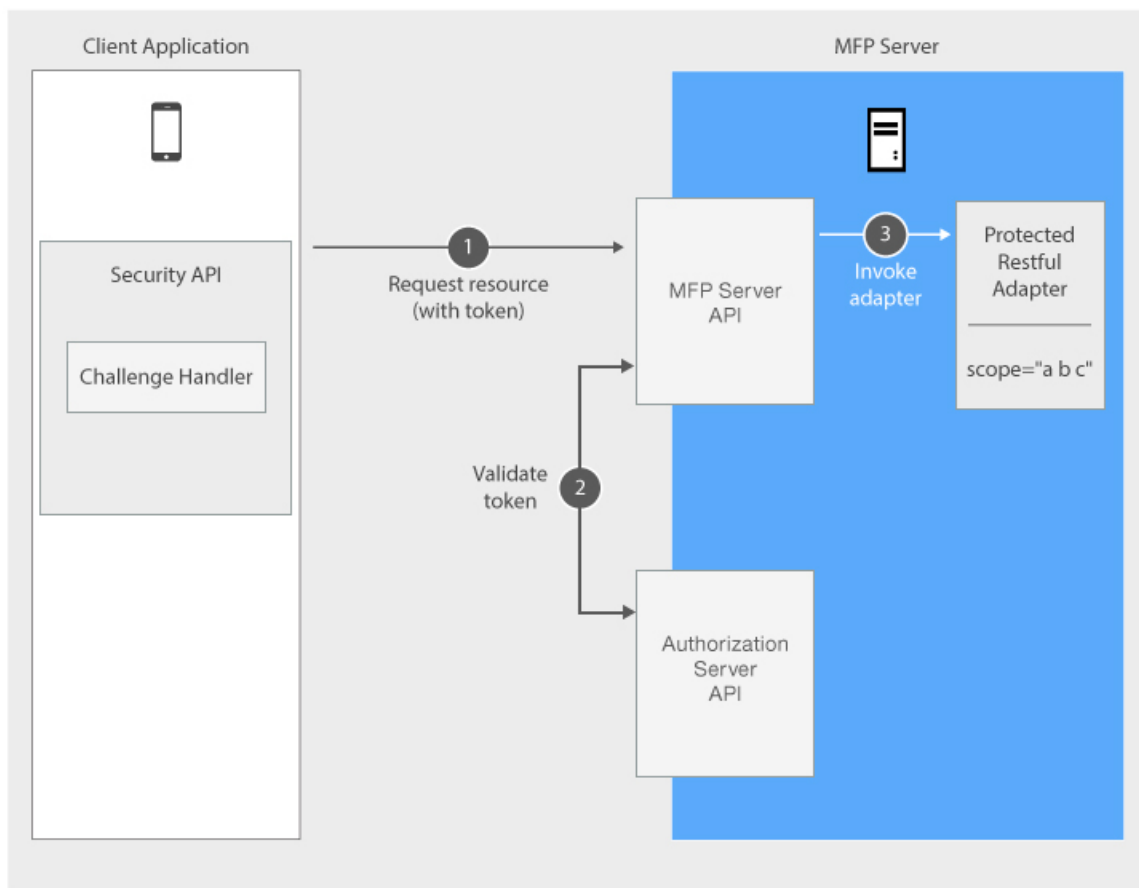 Client Application
MFP Server
Security API
Challenge Handler
1
Request resource
(with token)
MFP Server
API
3
Invoke
adapter
Protected
Restful
Adapter
scope="a b c"
Validate
token
2
Authorization
Server
API